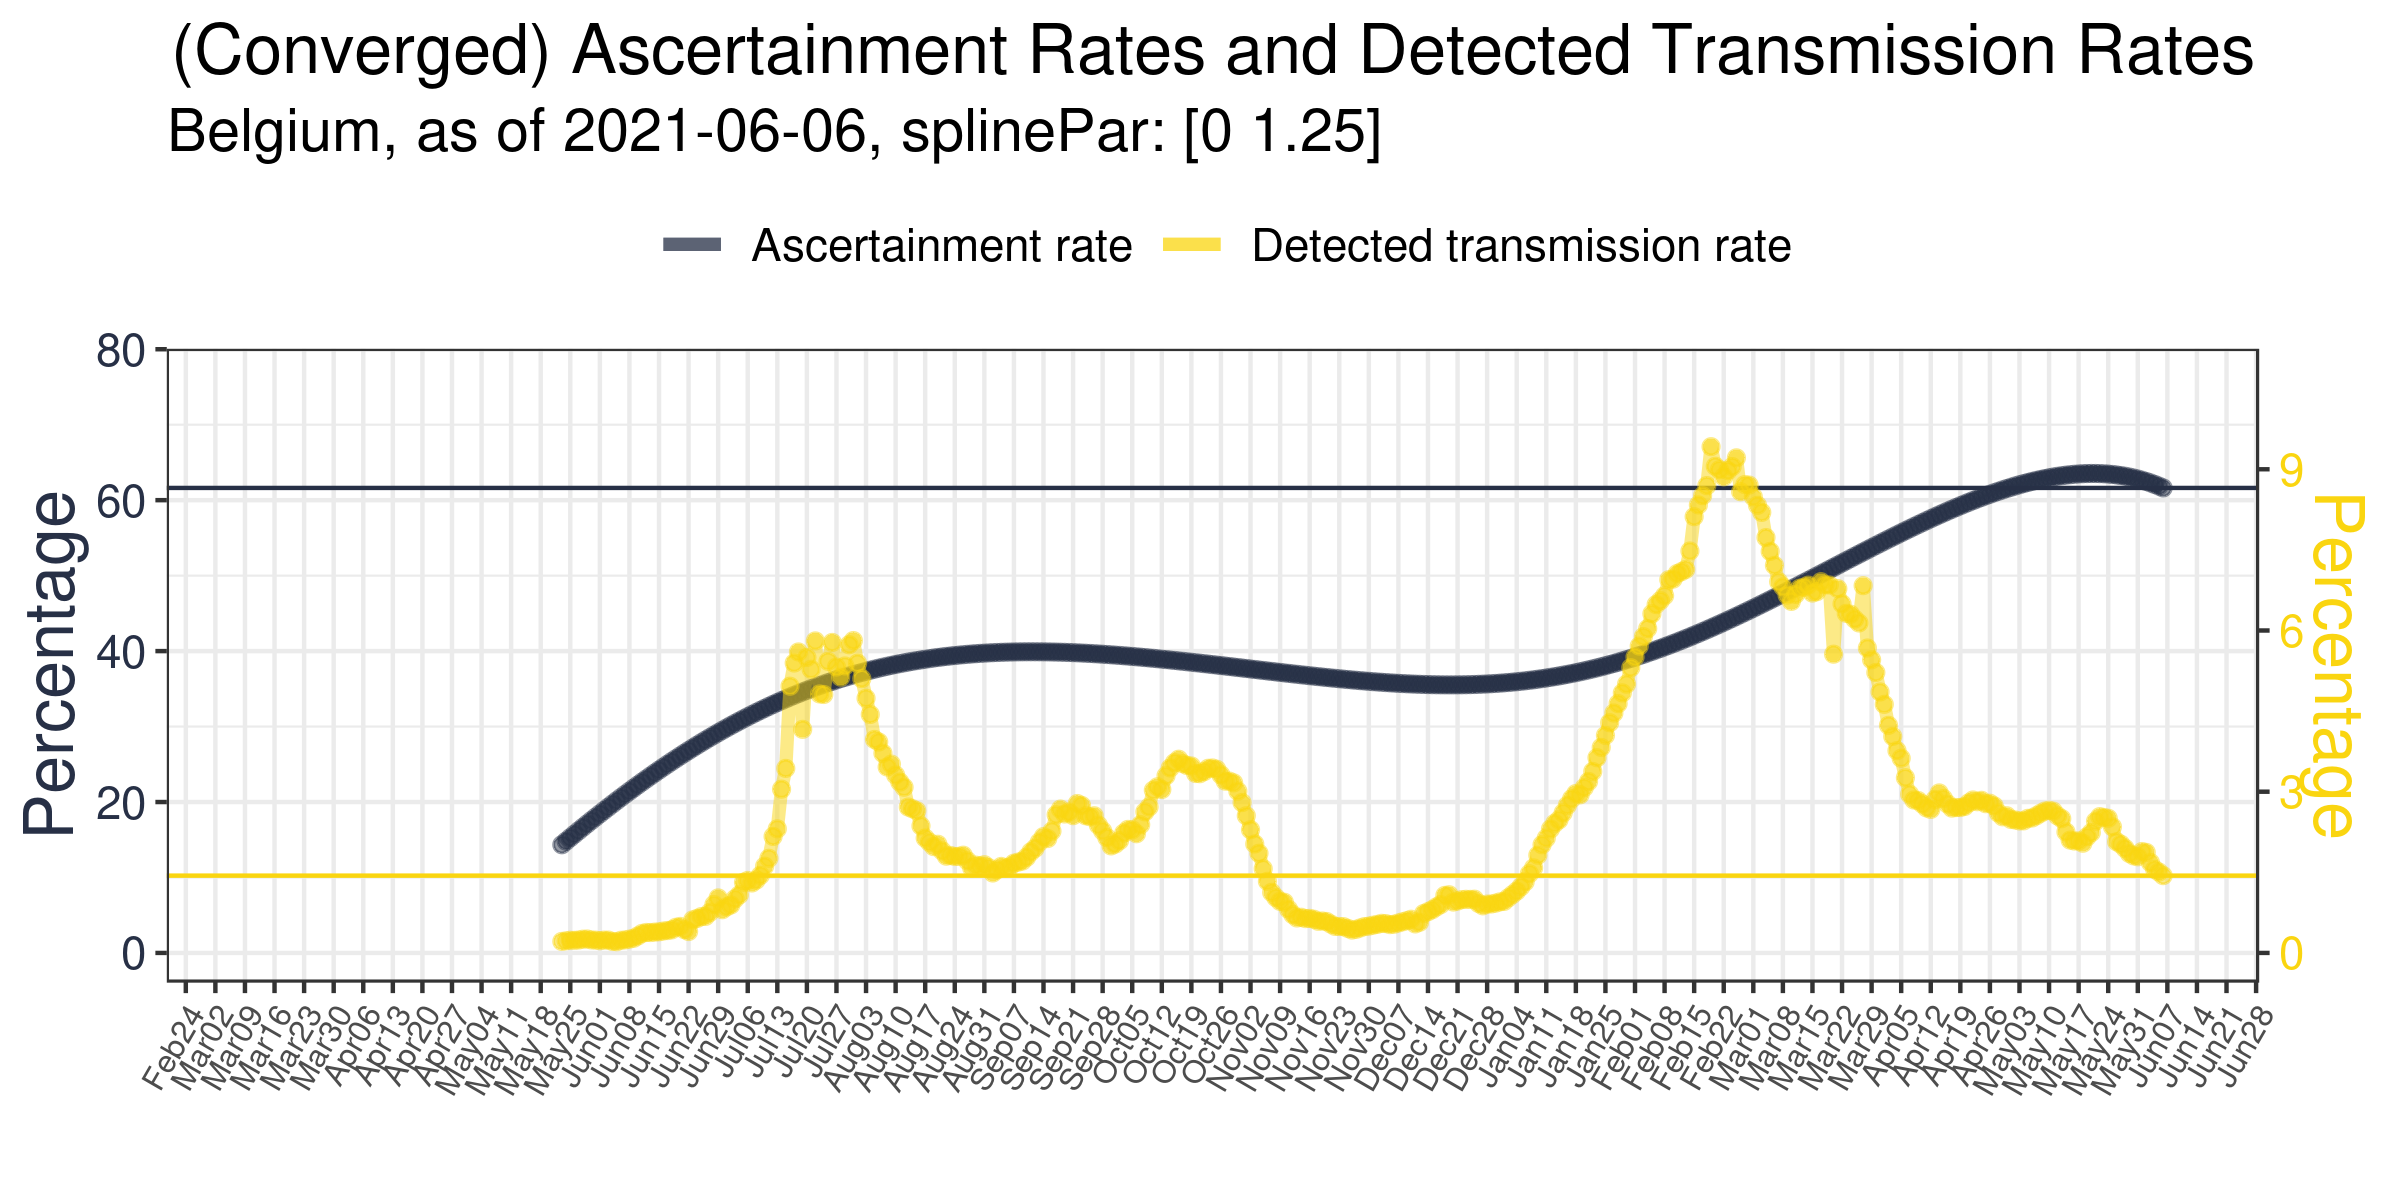 (Converged) Ascertainment Rates and Detected Transmission Rates
Belgium, as of 2021-06-06, splinePar: [0 1.25]
Ascertainment rate Detected transmission rate
Percentage
80
60
40
20
0
9
6
3
0
Percentage
Feb24
Mar02
Mar09
Mar16
Mar23
Mar30
Apr06
Apr13
Apr20
Apr27
May04
May11
May18
May25
Jun01
Jun08
Jun15
Jun22
Jun29
Jul06
Jul13
Jul20
Jul27
Aug03
Aug10
Aug17
Aug24
Aug31
Sep07
Sep14
Sep21
Sep28
Oct05
Oct12
Oct19
Oct26
Nov02
Nov09
Nov16
Nov23
Nov30
Dec07
Dec14
Dec21
Dec28
Jan04
Jan11
Jan18
Jan25
Feb01
Feb08
Feb15
Feb22
Mar01
Mar08
Mar15
Mar22
Mar29
Apr05
Apr12
Apr19
Apr26
May03
May10
May17
May24
May31
Jun07
Jun14
Jun21
Jun28